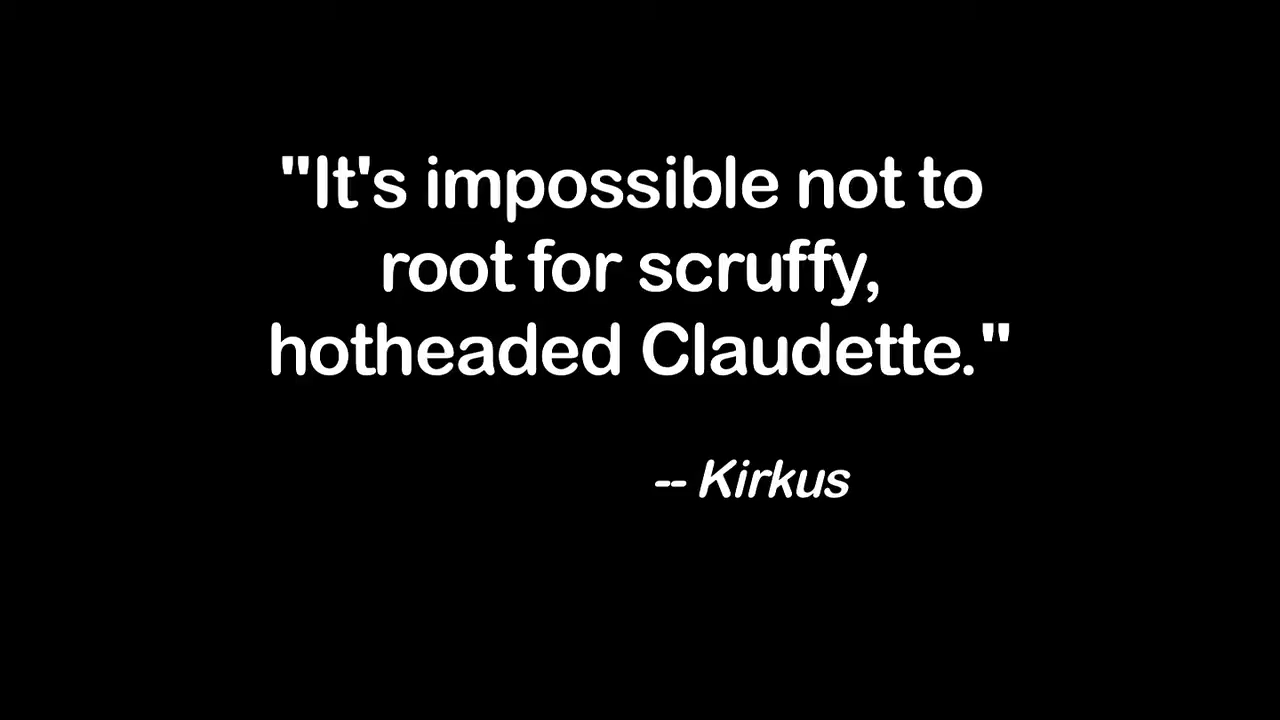 "It's impossible not to
root for scruffy,
hotheaded Claudette."
-- Kirkus